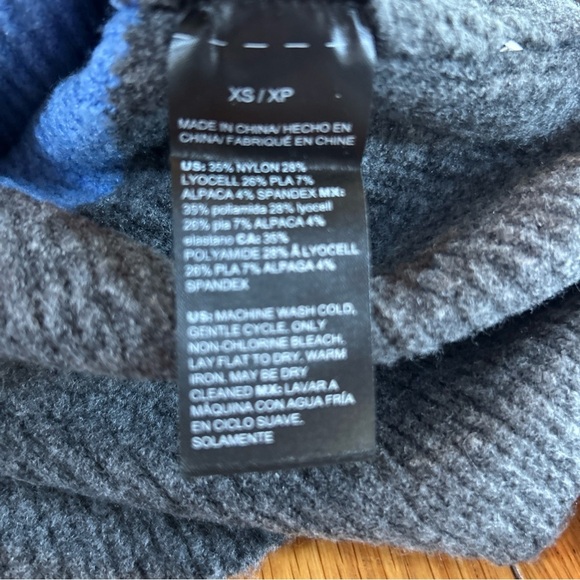 XS / XP
MADE IN CHINA/ HECHO EN
CHINA/ FABRIQUÉ EN CHINE
US: 35% NYLON 28%
LYOCELL 26% PLA 7%
ALPACA 4% SPANDEX MX:
35% poliamida 28% lyocell
26% pla 7% ALPACA 4%
elastano CA: 35%
POLYAMIDE 28% Á LYOCELL
26% PLA 7% ALPAGA 4%
SPANDEX
US: MACHINE WASH COLD,
GENTLE CYCLE. ONLY
NON-CHLORINE BLEACH.
LAY FLAT TO DRY. WARM
IRON. MAY BE DRY
CLEANED MX: LAVAR A
MÁQUINA CON AGUA FRÍA
EN CICLO SUAVE.
SOLAMENTE